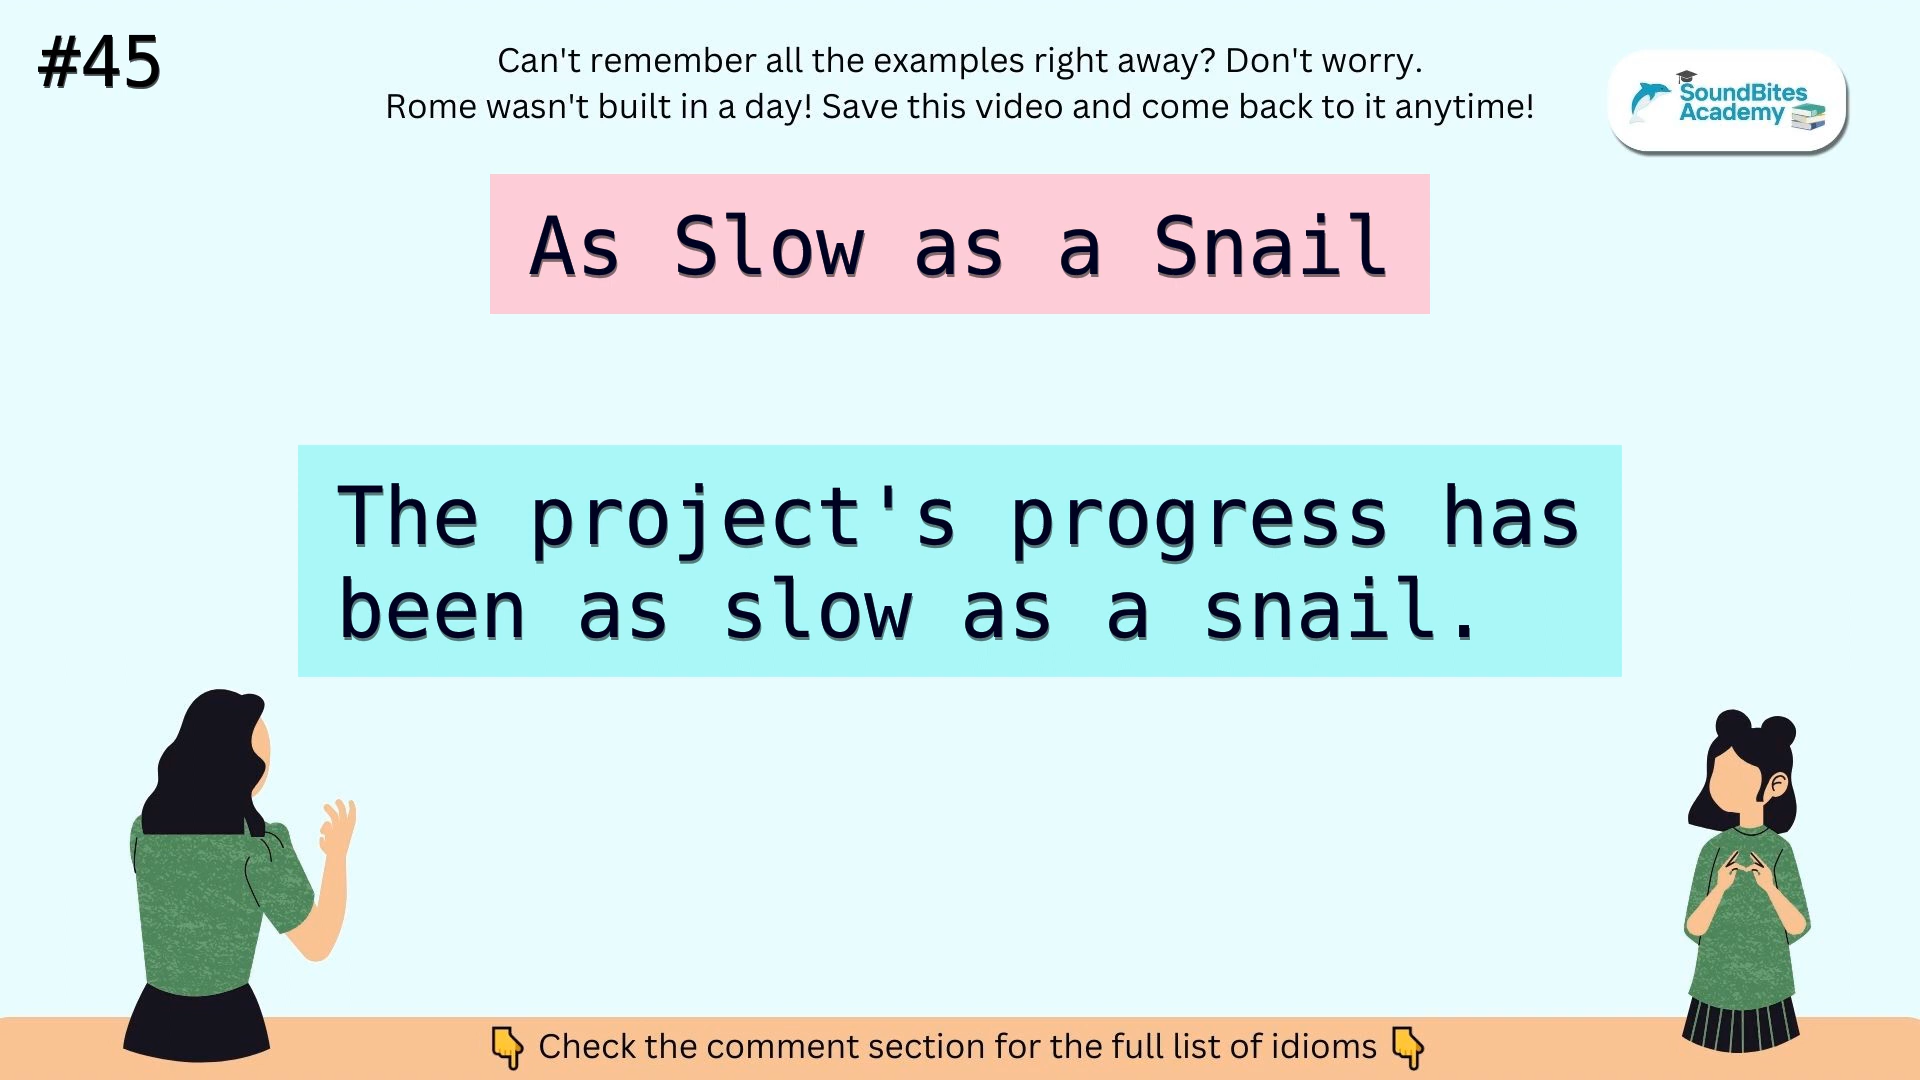 #45
Can't remember all the examples right away? Don't worry.
Rome wasn't built in a day! Save this video and come back to it anytime!
SoundBites
Academy
As Slow as a Snail
The project's progress has
been as slow as a snail.
👇 Check the comment section for the full list of idioms 👇